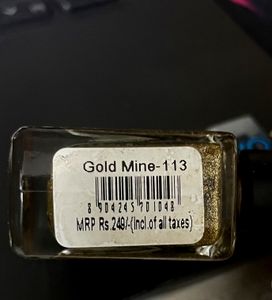 Gold Mine-113
8 904245 701048
MRP Rs.249/-(Incl.of all taxes)